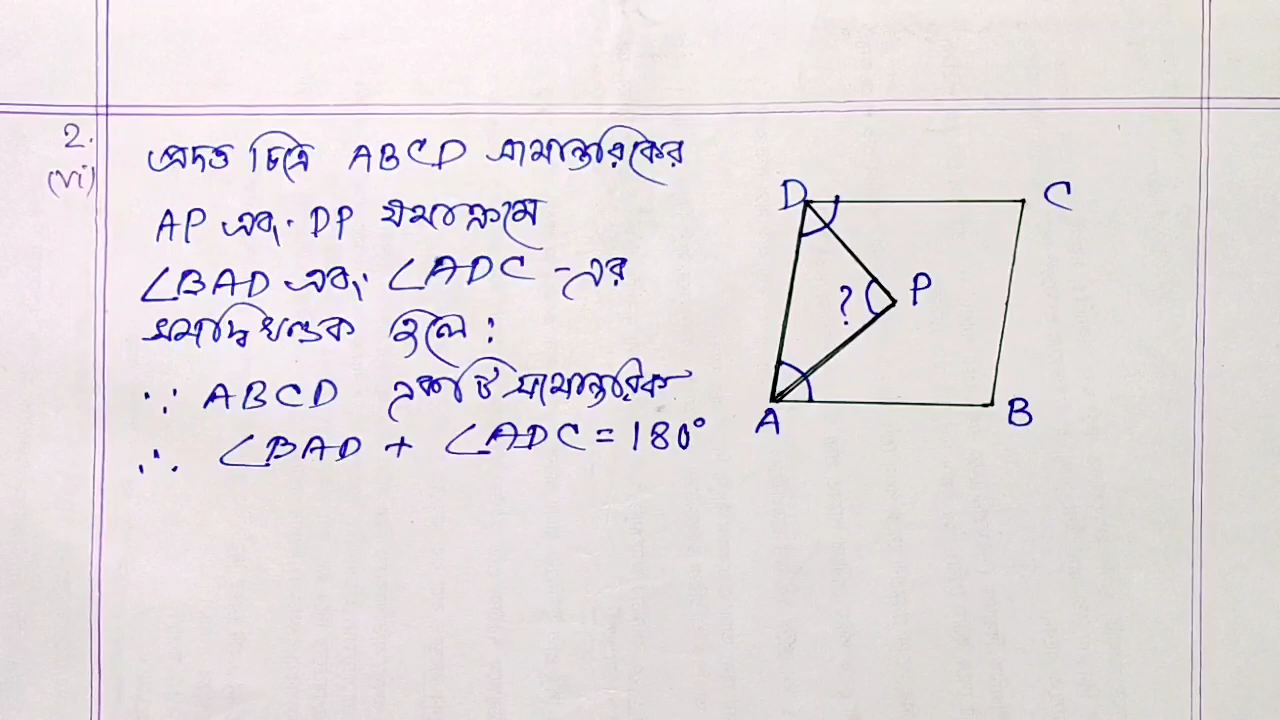 2.
(vi)
প্রদত্ত চিত্রে ABCD সামান্তরিকের
AP এবং DP যথাক্রমে
∠BAD এবং ∠ADC -এর
সমদ্বিখণ্ডক হলে:
∵ ABCD একটি সামান্তরিক
∴ ∠BAD + ∠ADC = 180°
D
C
?
P
A
B